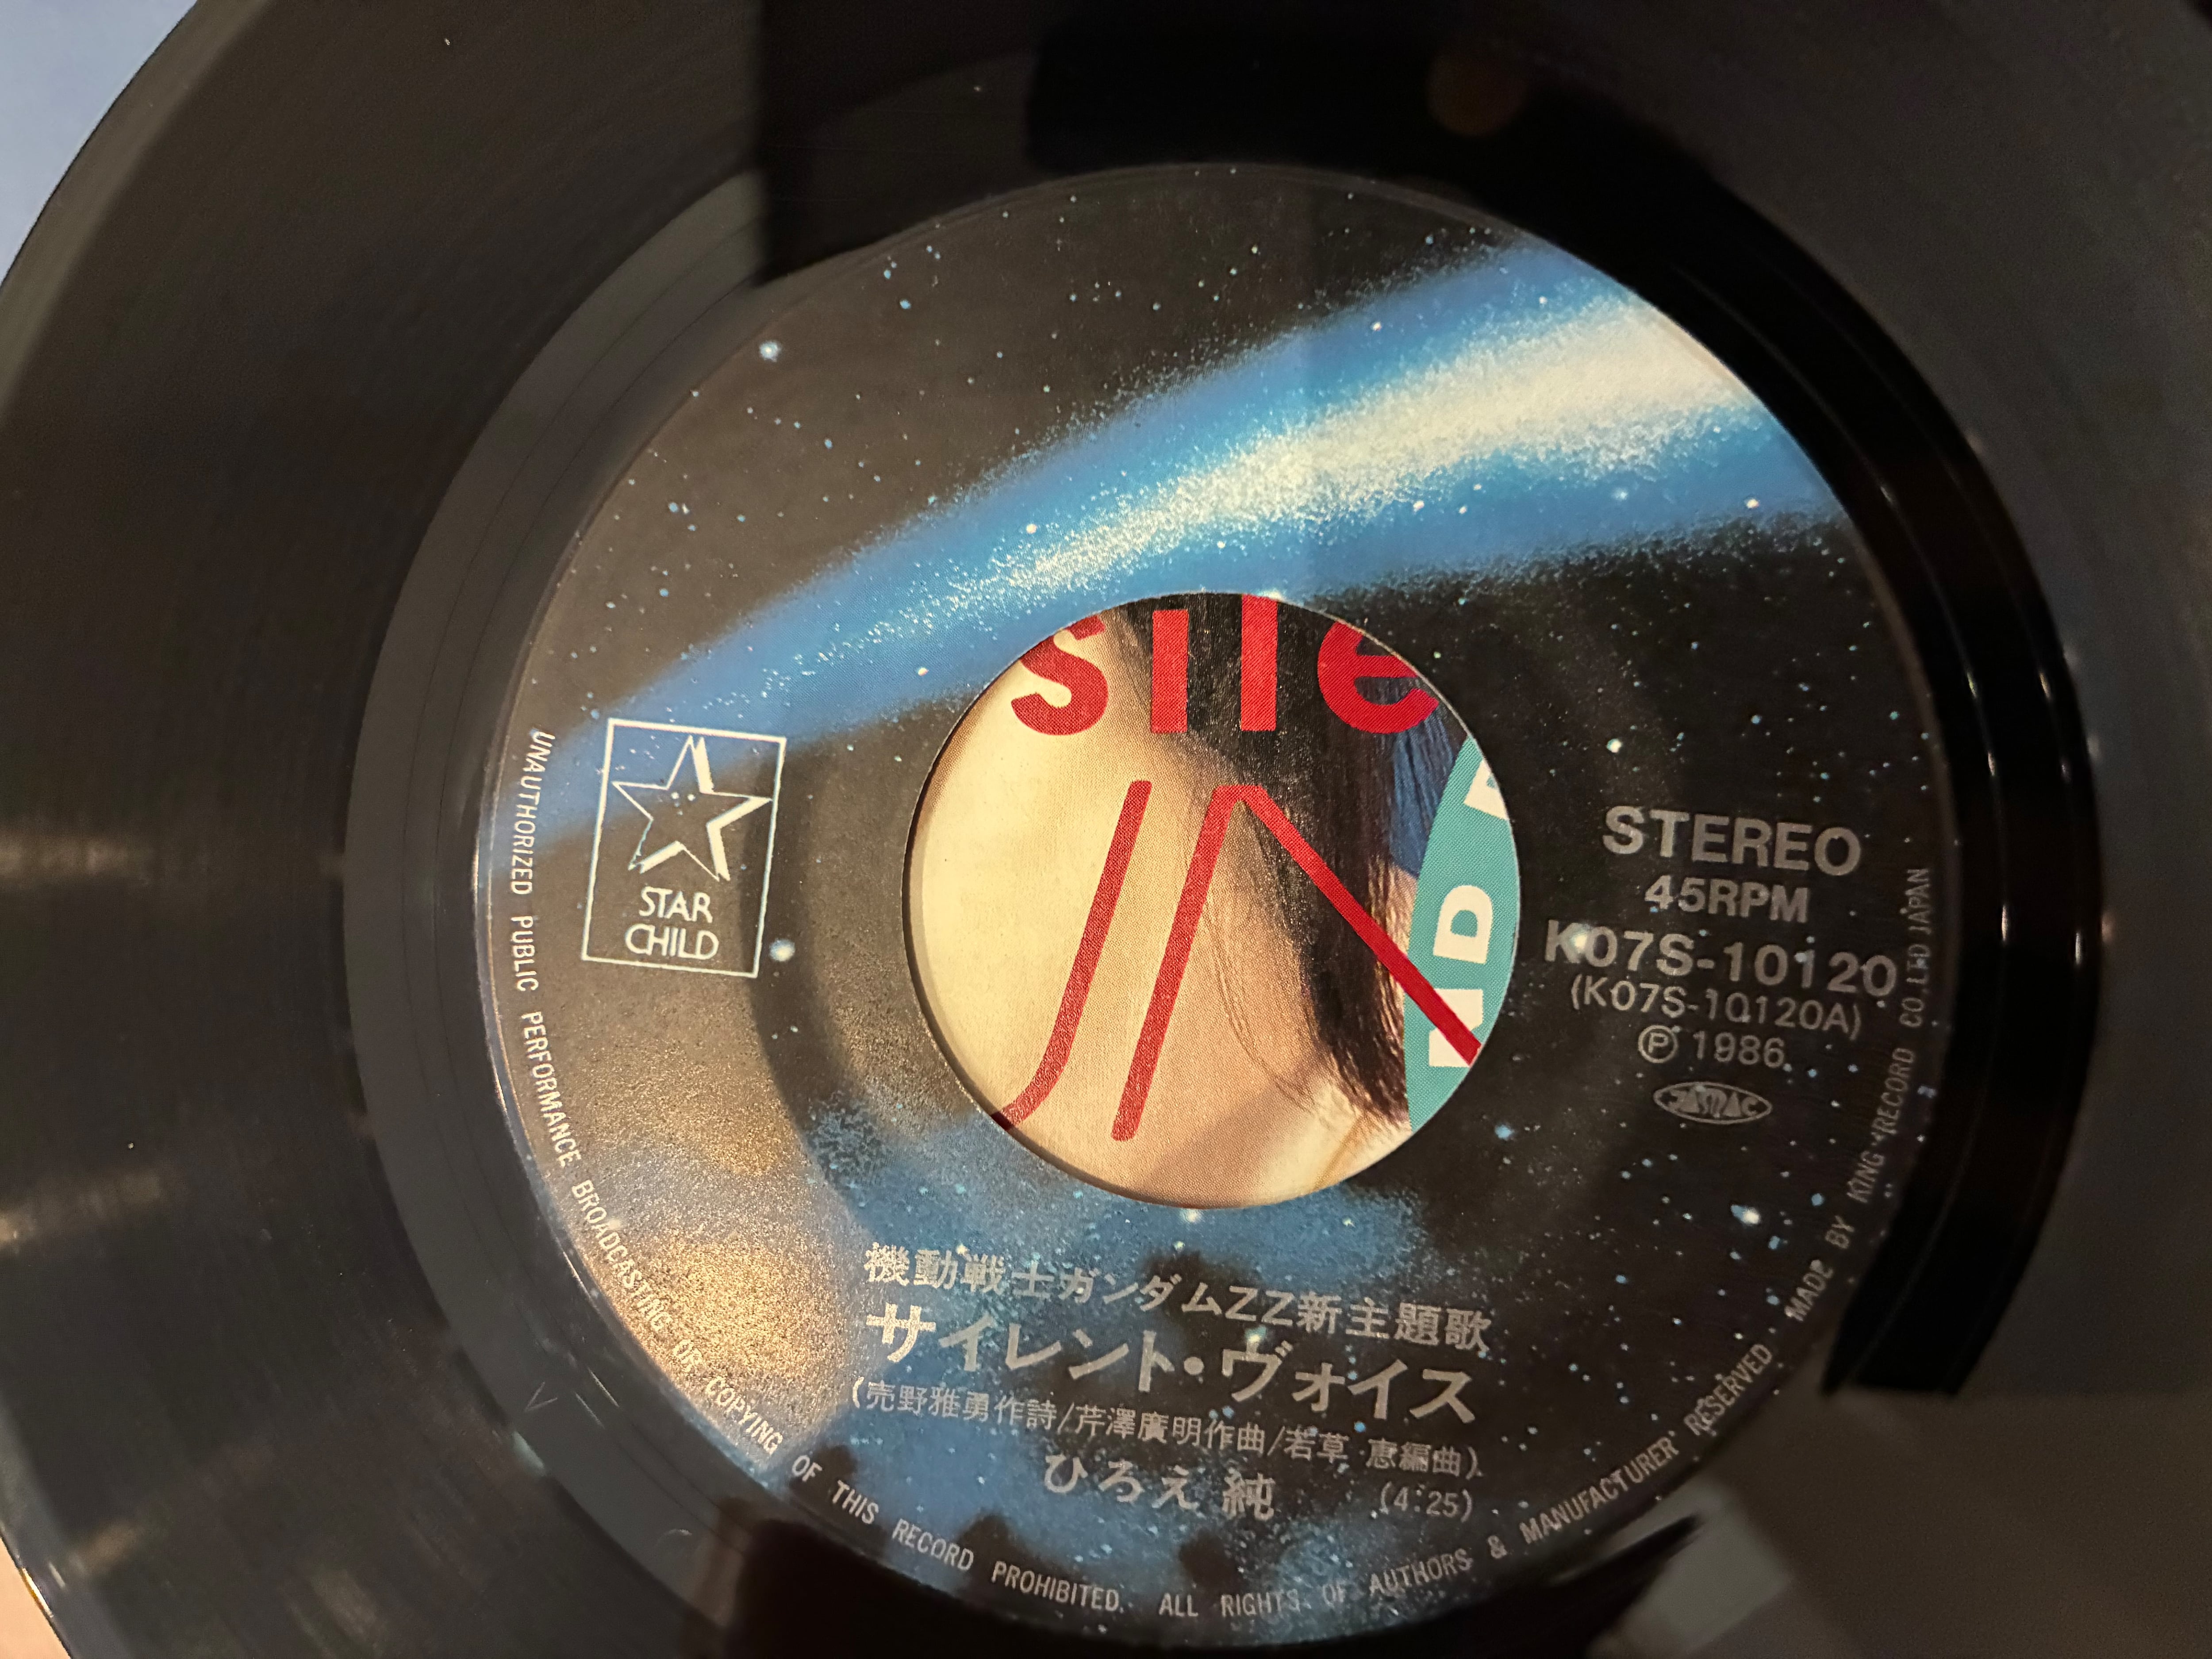 sile
ND
STAR
CHILD
STEREO
45RPM
K07S-10120
(K07S-10120A)
Ⓟ 1986
JASRAC
機動戦士ガンダムZZ新主題歌
サイレント・ヴォイス
(売野雅勇作詩/芹澤廣明作曲/若草 恵編曲)
ひろえ 純 (4:25)
UNAUTHORIZED PUBLIC PERFORMANCE BROADCASTING OR COPYING OF THIS RECORD PROHIBITED. ALL RIGHTS OF AUTHORS & MANUFACTURER RESERVED · MADE BY KING RECORD CO., LTD JAPAN